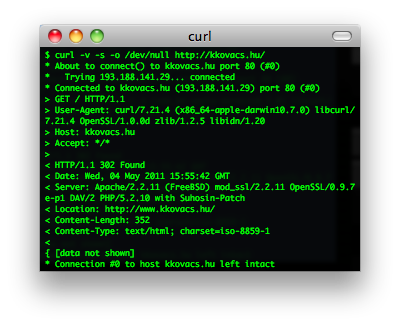 curl
$ curl -v -s -o /dev/null http://kkovacs.hu/
* About to connect() to kkovacs.hu port 80 (#0)
*   Trying 193.188.141.29... connected
* Connected to kkovacs.hu (193.188.141.29) port 80 (#0)
> GET / HTTP/1.1
> User-Agent: curl/7.21.4 (x86_64-apple-darwin10.7.0) libcurl/
7.21.4 OpenSSL/1.0.0d zlib/1.2.5 libidn/1.20
> Host: kkovacs.hu
> Accept: */*
>
< HTTP/1.1 302 Found
< Date: Wed, 04 May 2011 15:55:42 GMT
< Server: Apache/2.2.11 (FreeBSD) mod_ssl/2.2.11 OpenSSL/0.9.7
e-p1 DAV/2 PHP/5.2.10 with Suhosin-Patch
< Location: http://www.kkovacs.hu/
< Content-Length: 352
< Content-Type: text/html; charset=iso-8859-1
<
{ [data not shown]
* Connection #0 to host kkovacs.hu left intact